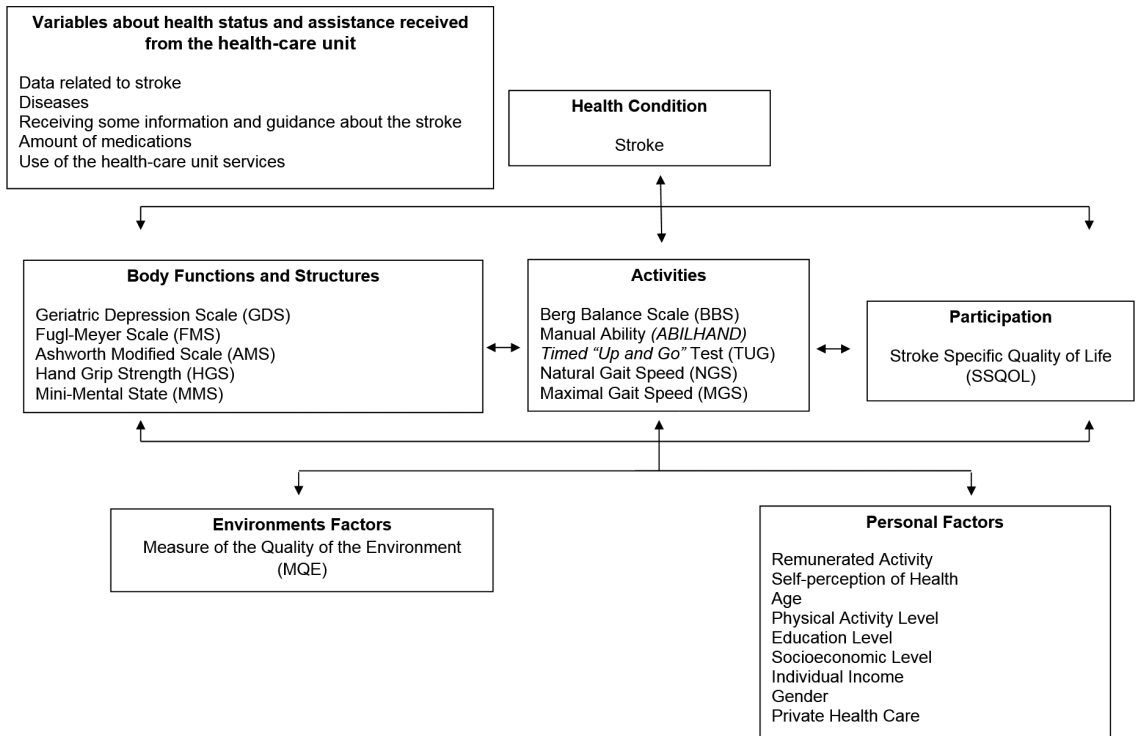 Variables about health status and assistance received
from the health-care unit
Data related to stroke
Diseases
Receiving some information and guidance about the stroke
Amount of medications
Use of the health-care unit services
Health Condition
Stroke
Body Functions and Structures
Geriatric Depression Scale (GDS)
Fugl-Meyer Scale (FMS)
Ashworth Modified Scale (AMS)
Hand Grip Strength (HGS)
Mini-Mental State (MMS)
Activities
Berg Balance Scale (BBS)
Manual Ability (ABILHAND)
Timed “Up and Go” Test (TUG)
Natural Gait Speed (NGS)
Maximal Gait Speed (MGS)
Participation
Stroke Specific Quality of Life
(SSQOL)
Environments Factors
Measure of the Quality of the Environment
(MQE)
Personal Factors
Remunerated Activity
Self-perception of Health
Age
Physical Activity Level
Education Level
Socioeconomic Level
Individual Income
Gender
Private Health Care